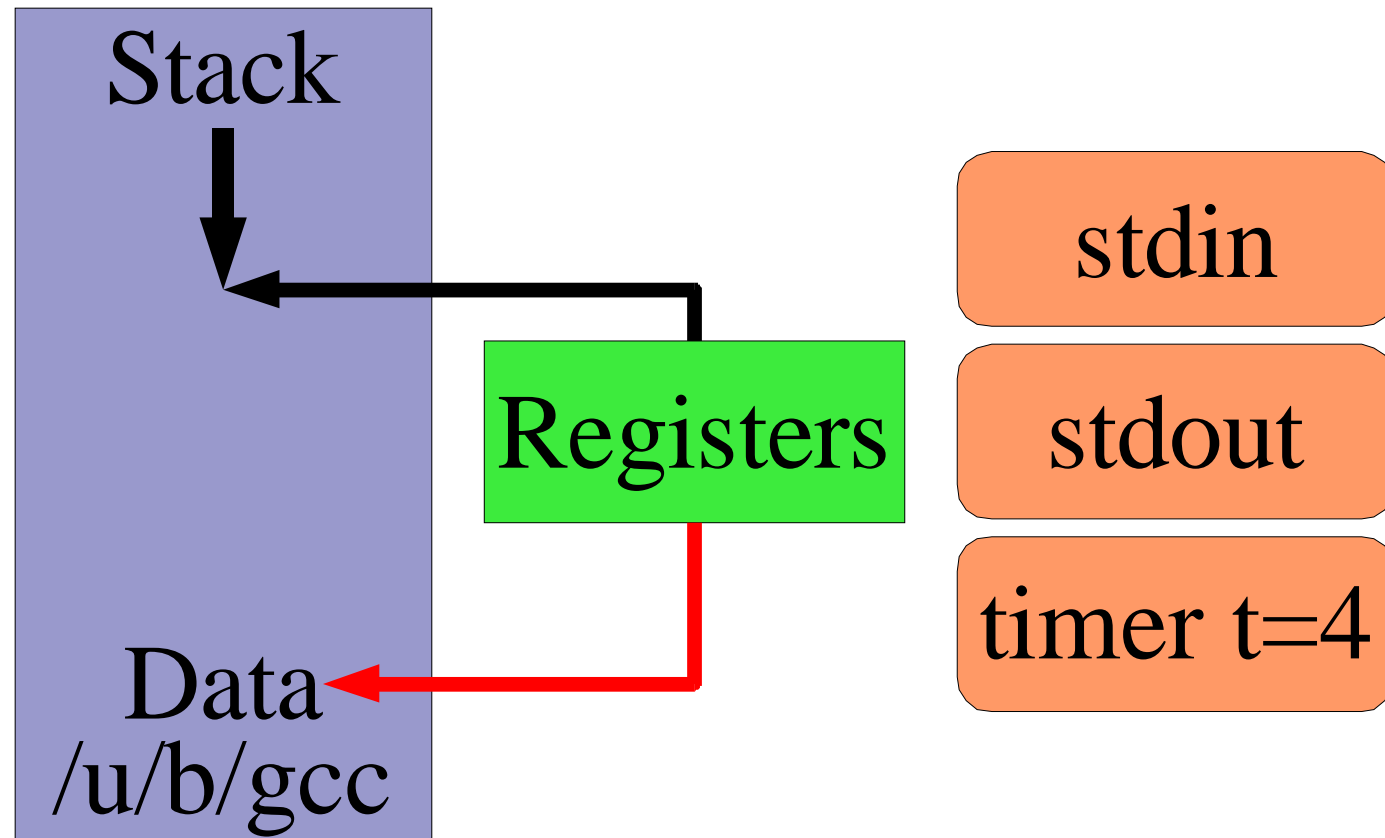 Stack
Registers
Data
/u/b/gcc
stdin
stdout
timer t=4